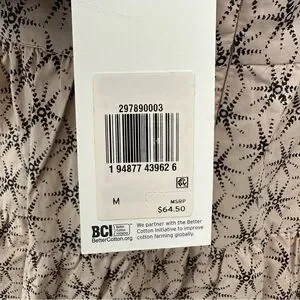 297890003
1 94877 43962 6
M
MSRP
$64.50
BCI
Better
Cotton
Initiative
BetterCotton.org
We partner with the Better
Cotton Initiative to improve
cotton farming globally.